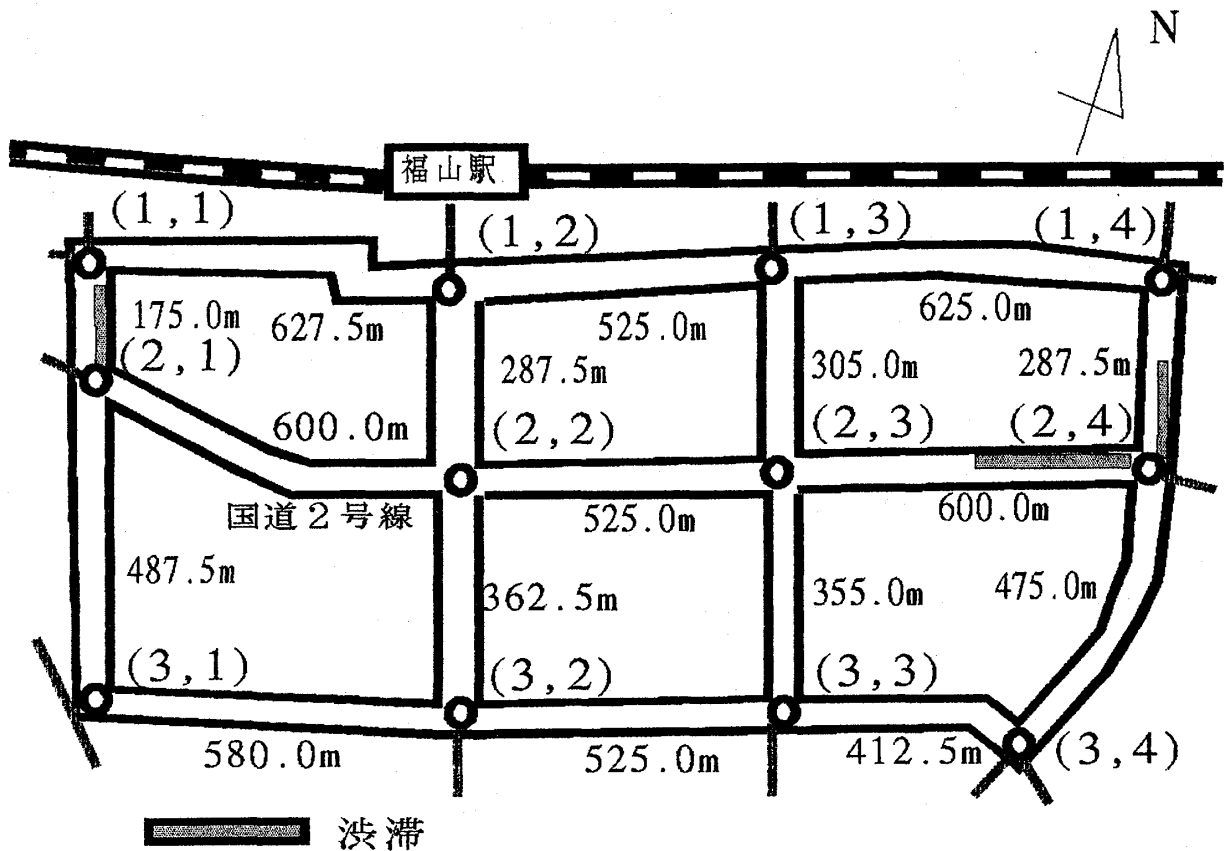 N
福山駅
(1,1)
(1,2)
(1,3)
(1,4)
175.0m
627.5m
525.0m
625.0m
(2,1)
287.5m
305.0m
287.5m
600.0m
(2,2)
(2,3)
(2,4)
国道2号線
525.0m
600.0m
487.5m
362.5m
355.0m
475.0m
(3,1)
(3,2)
(3,3)
580.0m
525.0m
412.5m
(3,4)
渋滞